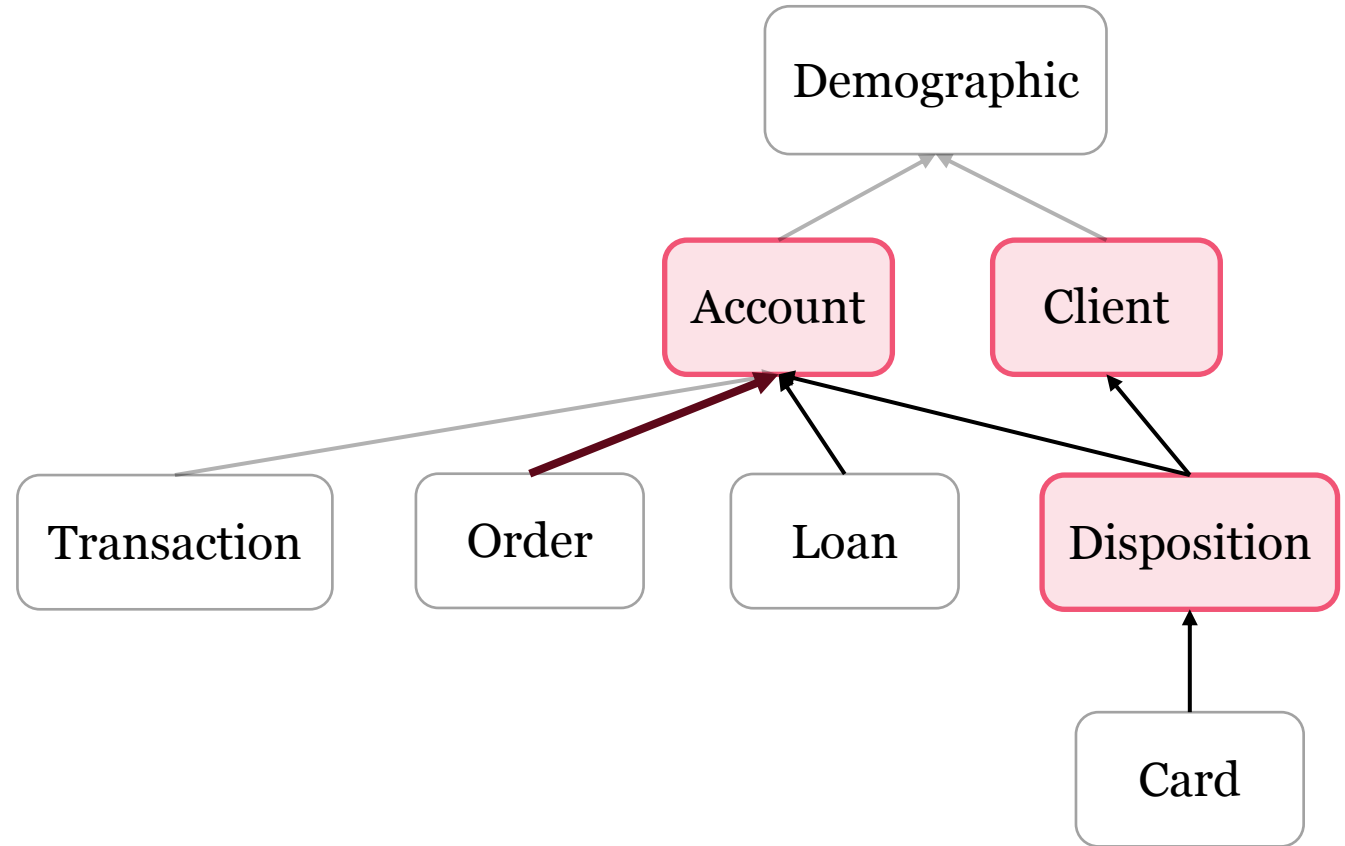 Demographic
Account
Client
Transaction
Order
Loan
Disposition
Card